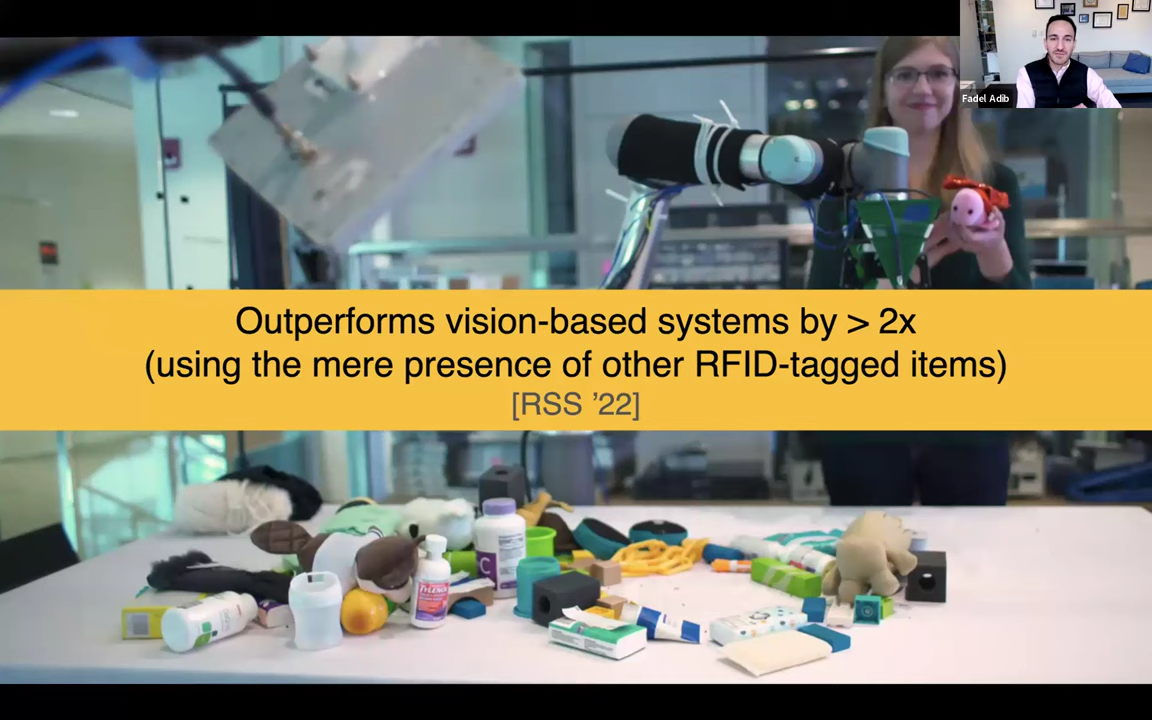 Fadel Adib
Outperforms vision-based systems by > 2x
(using the mere presence of other RFID-tagged items)
[RSS ’22]
C